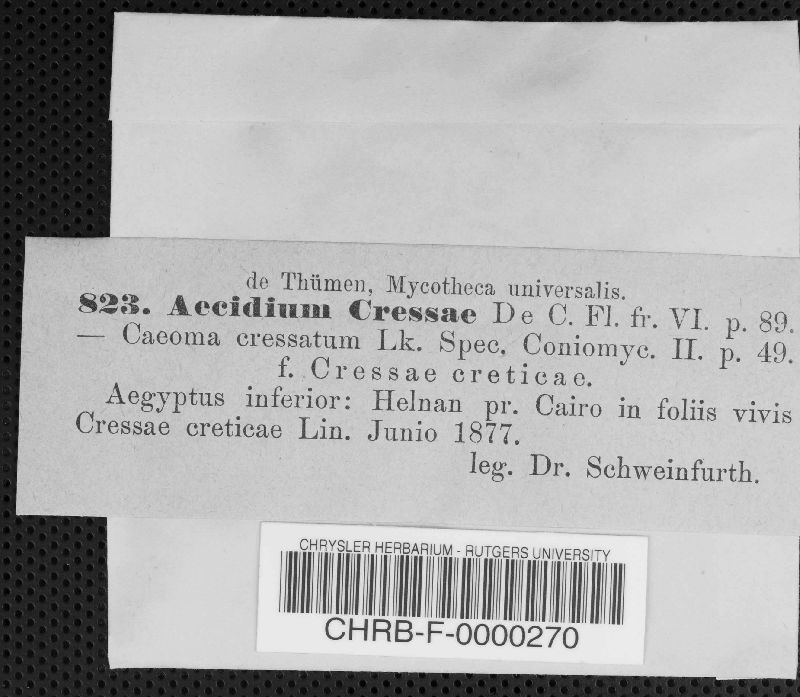 de Thümen, Mycotheca universalis.
823. Aecidium Cressae De C. Fl. fr. VI. p. 89.
— Caeoma cressatum Lk. Spec. Coniomyc. II. p. 49.
f. Cressae creticae.
Aegyptus inferior: Helnan pr. Cairo in foliis vivis
Cressae creticae Lin. Junio 1877.
leg. Dr. Schweinfurth.
CHRYSLER HERBARIUM - RUTGERS UNIVERSITY
CHRB-F-0000270